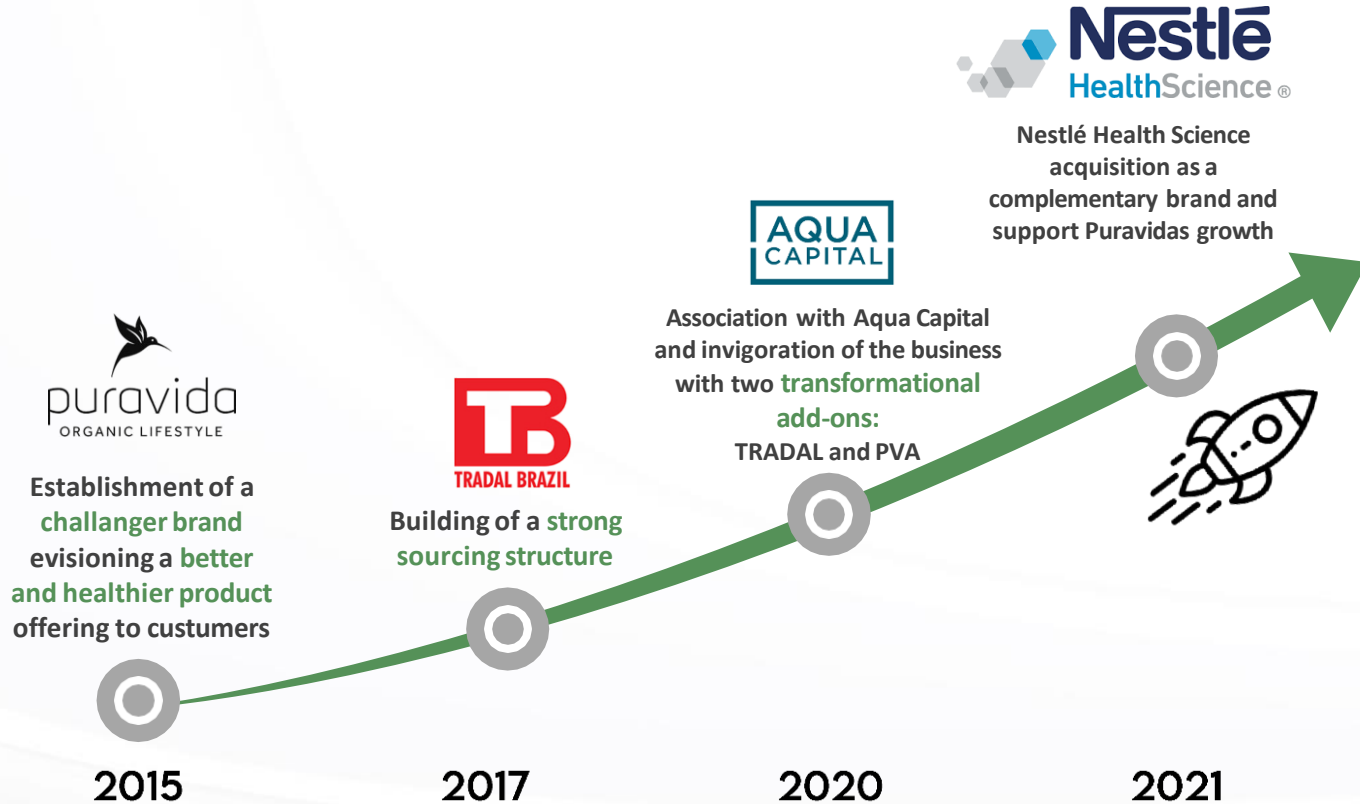 puravida
ORGANIC LIFESTYLE
Establishment of a
challanger brand
evisioning a better
and healthier product
offering to custumers
TB
TRADAL BRAZIL
Building of a strong
sourcing structure
AQUA
CAPITAL
Association with Aqua Capital
and invigoration of the business
with two transformational
add-ons:
TRADAL and PVA
Nestlé
HealthScience ®
Nestlé Health Science
acquisition as a
complementary brand and
support Puravidas growth
2015
2017
2020
2021